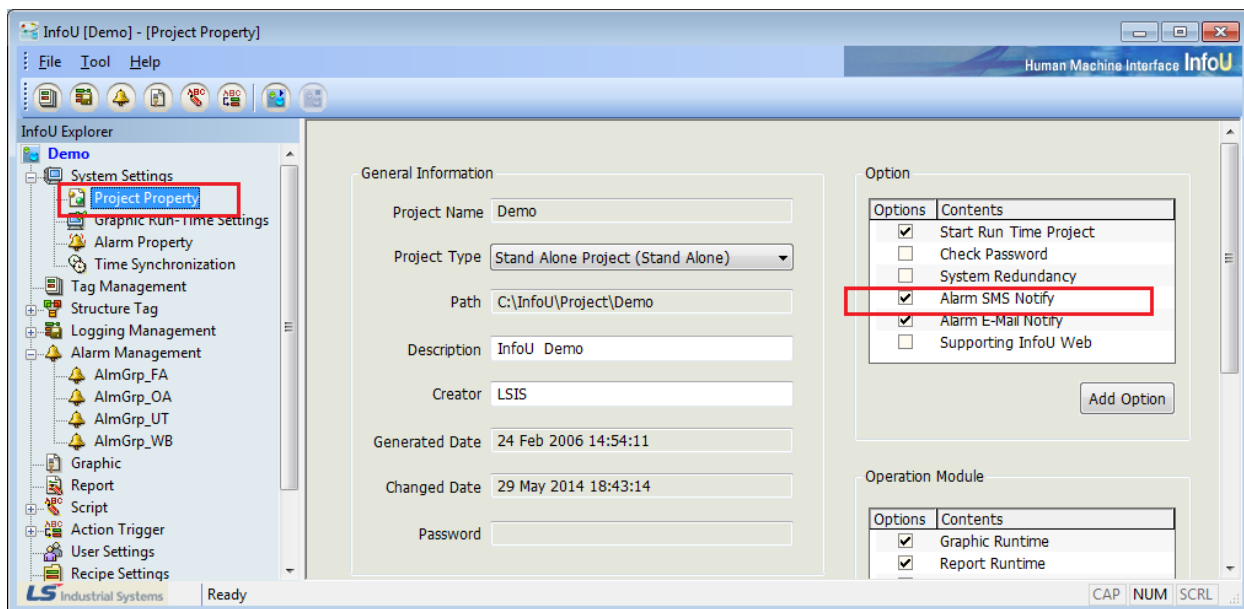 InfoU [Demo] - [Project Property]
File Tool Help
Human Machine Interface InfoU
InfoU Explorer
Demo
System Settings
Project Property
Graphic Run-Time Settings
Alarm Property
Time Synchronization
Tag Management
Structure Tag
Logging Management
Alarm Management
AlmGrp_FA
AlmGrp_OA
AlmGrp_UT
AlmGrp_WB
Graphic
Report
Script
Action Trigger
User Settings
Recipe Settings
General Information
Project Name Demo
Project Type Stand Alone Project (Stand Alone)
Path C:\InfoU\Project\Demo
Description InfoU Demo
Creator LSIS
Generated Date 24 Feb 2006 14:54:11
Changed Date 29 May 2014 18:43:14
Password
Option
Options Contents
Start Run Time Project
Check Password
System Redundancy
Alarm SMS Notify
Alarm E-Mail Notify
Supporting InfoU Web
Add Option
Operation Module
Options Contents
Graphic Runtime
Report Runtime
LS Industrial Systems Ready
CAP NUM SCRL